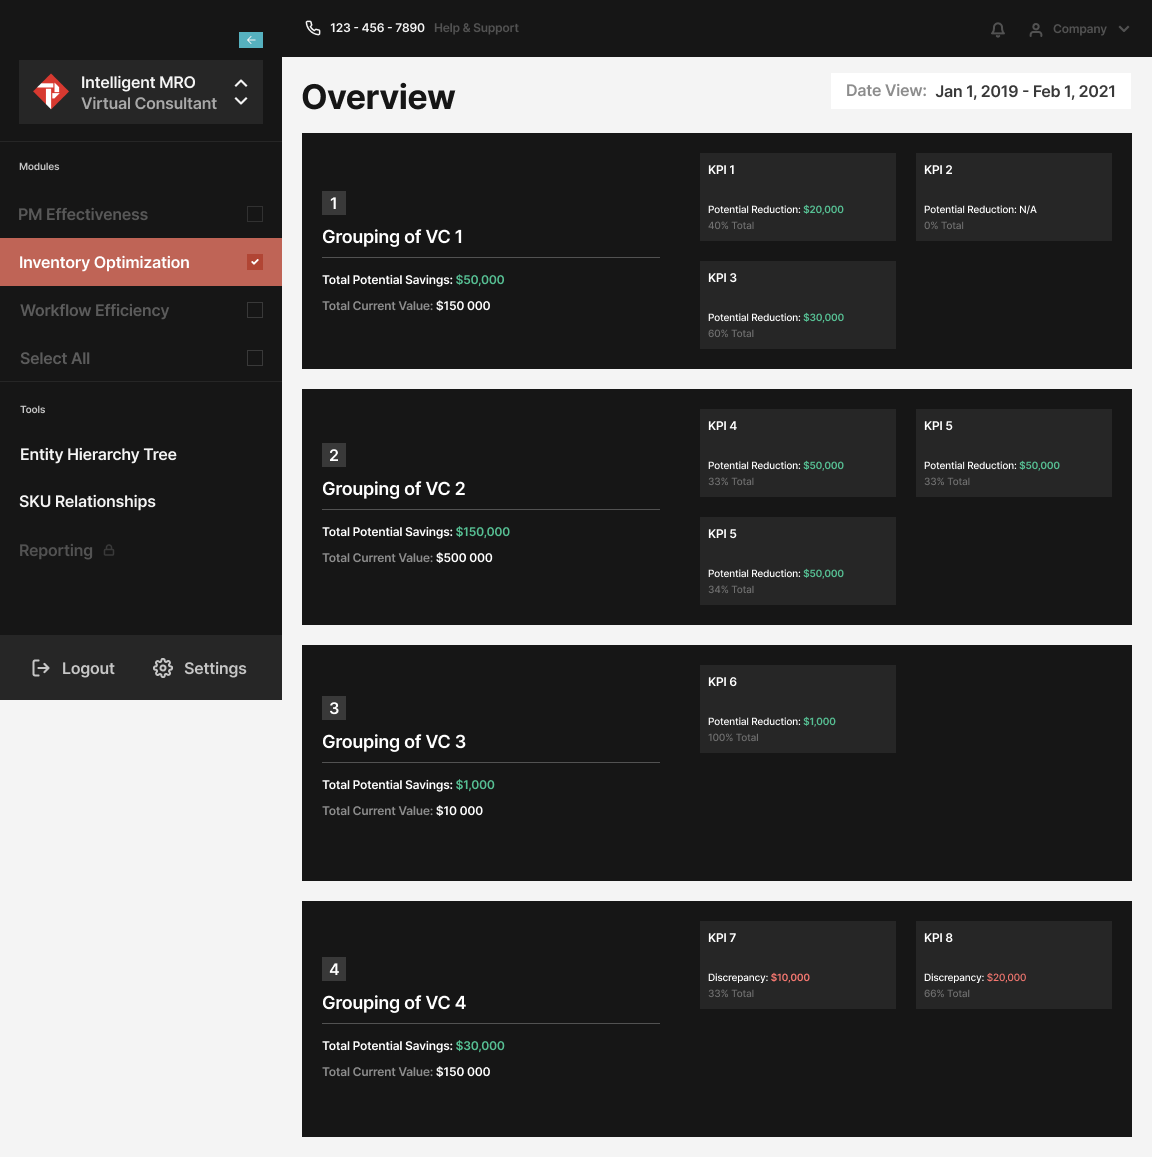 123 - 456 - 7890 Help & Support
Company
Intelligent MRO
Virtual Consultant
Modules
PM Effectiveness
Inventory Optimization
Workflow Efficiency
Select All
Tools
Entity Hierarchy Tree
SKU Relationships
Reporting
Logout
Settings
Overview
Date View: Jan 1, 2019 - Feb 1, 2021
1
Grouping of VC 1
Total Potential Savings: $50,000
Total Current Value: $150 000
KPI 1
Potential Reduction: $20,000
40% Total
KPI 2
Potential Reduction: N/A
0% Total
KPI 3
Potential Reduction: $30,000
60% Total
2
Grouping of VC 2
Total Potential Savings: $150,000
Total Current Value: $500 000
KPI 4
Potential Reduction: $50,000
33% Total
KPI 5
Potential Reduction: $50,000
33% Total
KPI 5
Potential Reduction: $50,000
34% Total
3
Grouping of VC 3
Total Potential Savings: $1,000
Total Current Value: $10 000
KPI 6
Potential Reduction: $1,000
100% Total
4
Grouping of VC 4
Total Potential Savings: $30,000
Total Current Value: $150 000
KPI 7
Discrepancy: $10,000
33% Total
KPI 8
Discrepancy: $20,000
66% Total